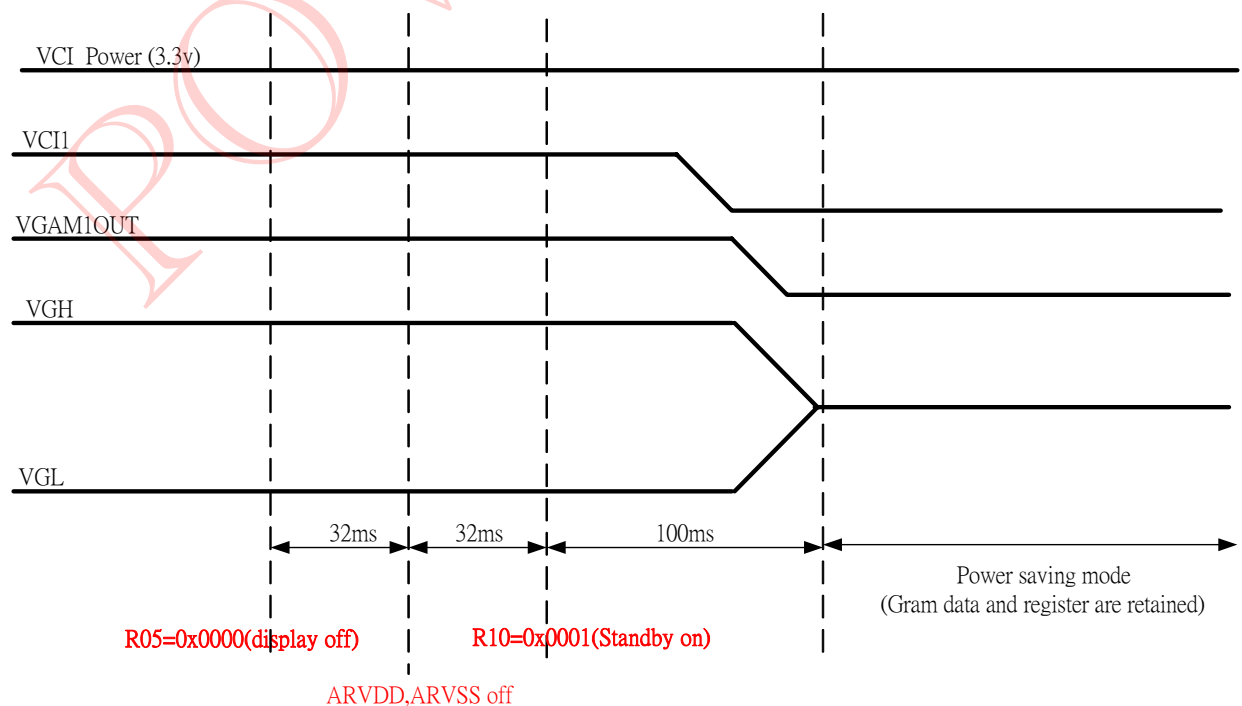 VCI Power (3.3v)
VCI1
VGAM1OUT
VGH
VGL
32ms
32ms
100ms
Power saving mode
(Gram data and register are retained)
R05=0x0000(display off)
R10=0x0001(Standby on)
ARVDD,ARVSS off